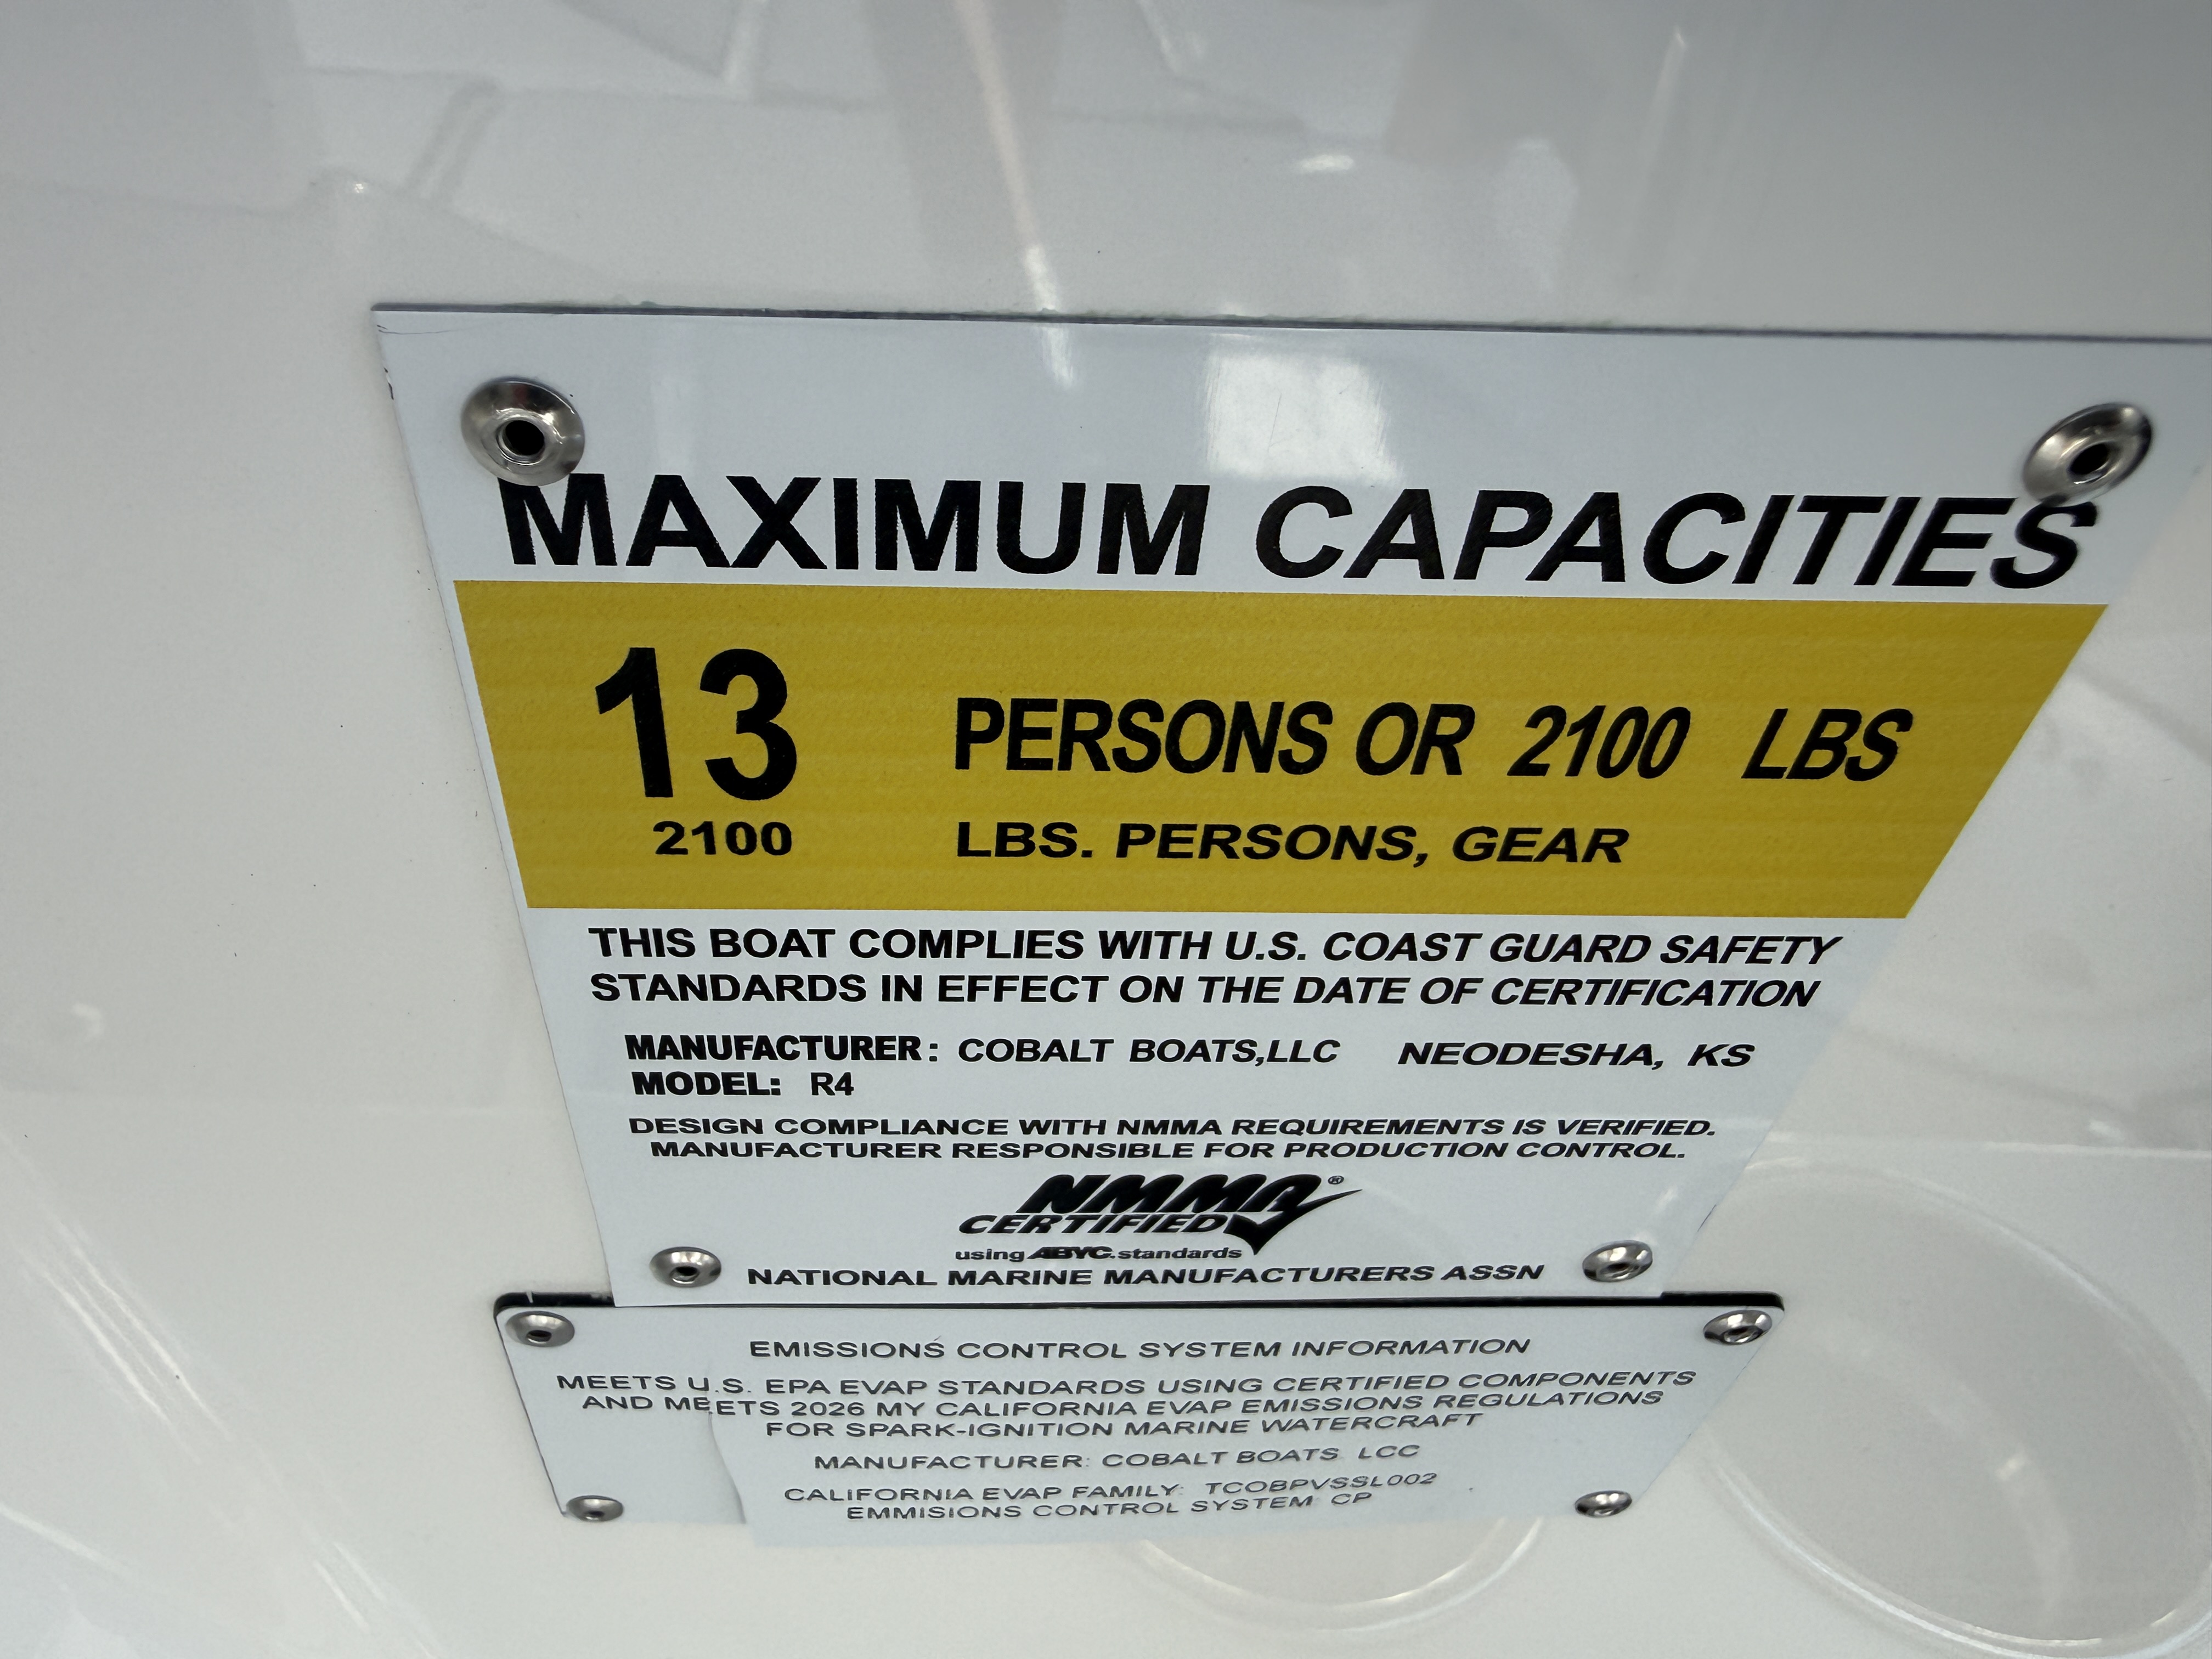 MAXIMUM CAPACITIES
13 PERSONS OR 2100 LBS
2100 LBS. PERSONS, GEAR
THIS BOAT COMPLIES WITH U.S. COAST GUARD SAFETY
STANDARDS IN EFFECT ON THE DATE OF CERTIFICATION
MANUFACTURER: COBALT BOATS,LLC NEODESHA, KS
MODEL: R4
DESIGN COMPLIANCE WITH NMMA REQUIREMENTS IS VERIFIED.
MANUFACTURER RESPONSIBLE FOR PRODUCTION CONTROL.
NMMA®
CERTIFIED
using ABYC standards
NATIONAL MARINE MANUFACTURERS ASSN
EMISSIONS CONTROL SYSTEM INFORMATION
MEETS U.S. EPA EVAP STANDARDS USING CERTIFIED COMPONENTS
AND MEETS 2026 MY CALIFORNIA EVAP EMISSIONS REGULATIONS
FOR SPARK-IGNITION MARINE WATERCRAFT
MANUFACTURER: COBALT BOATS LCC
CALIFORNIA EVAP FAMILY: TCOBPVSSL002
EMMISIONS CONTROL SYSTEM: CP